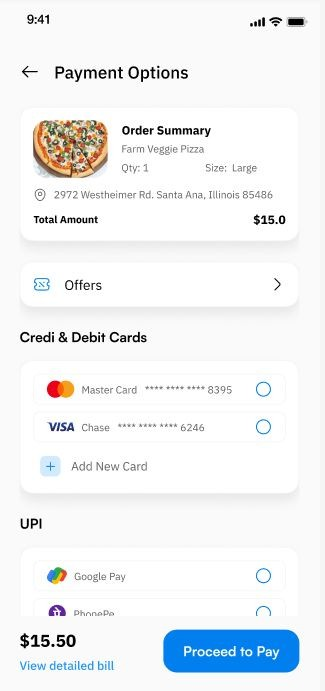 9:41
Payment Options
Order Summary
Farm Veggie Pizza
Qty: 1 Size: Large
2972 Westheimer Rd. Santa Ana, Illinois 85486
Total Amount $15.0
Offers
Credi & Debit Cards
Master Card **** **** **** 8395
VISA Chase **** **** **** 6246
+ Add New Card
UPI
Google Pay
PhonePe
$15.50
Proceed to Pay
View detailed bill